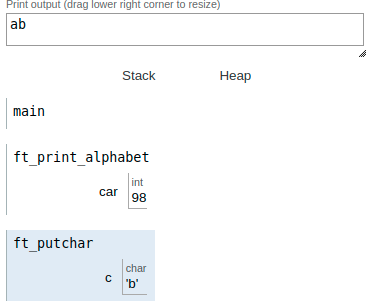 Print output (drag lower right corner to resize)
ab
Stack Heap
main
ft_print_alphabet
int
car 98
ft_putchar
char
c 'b'